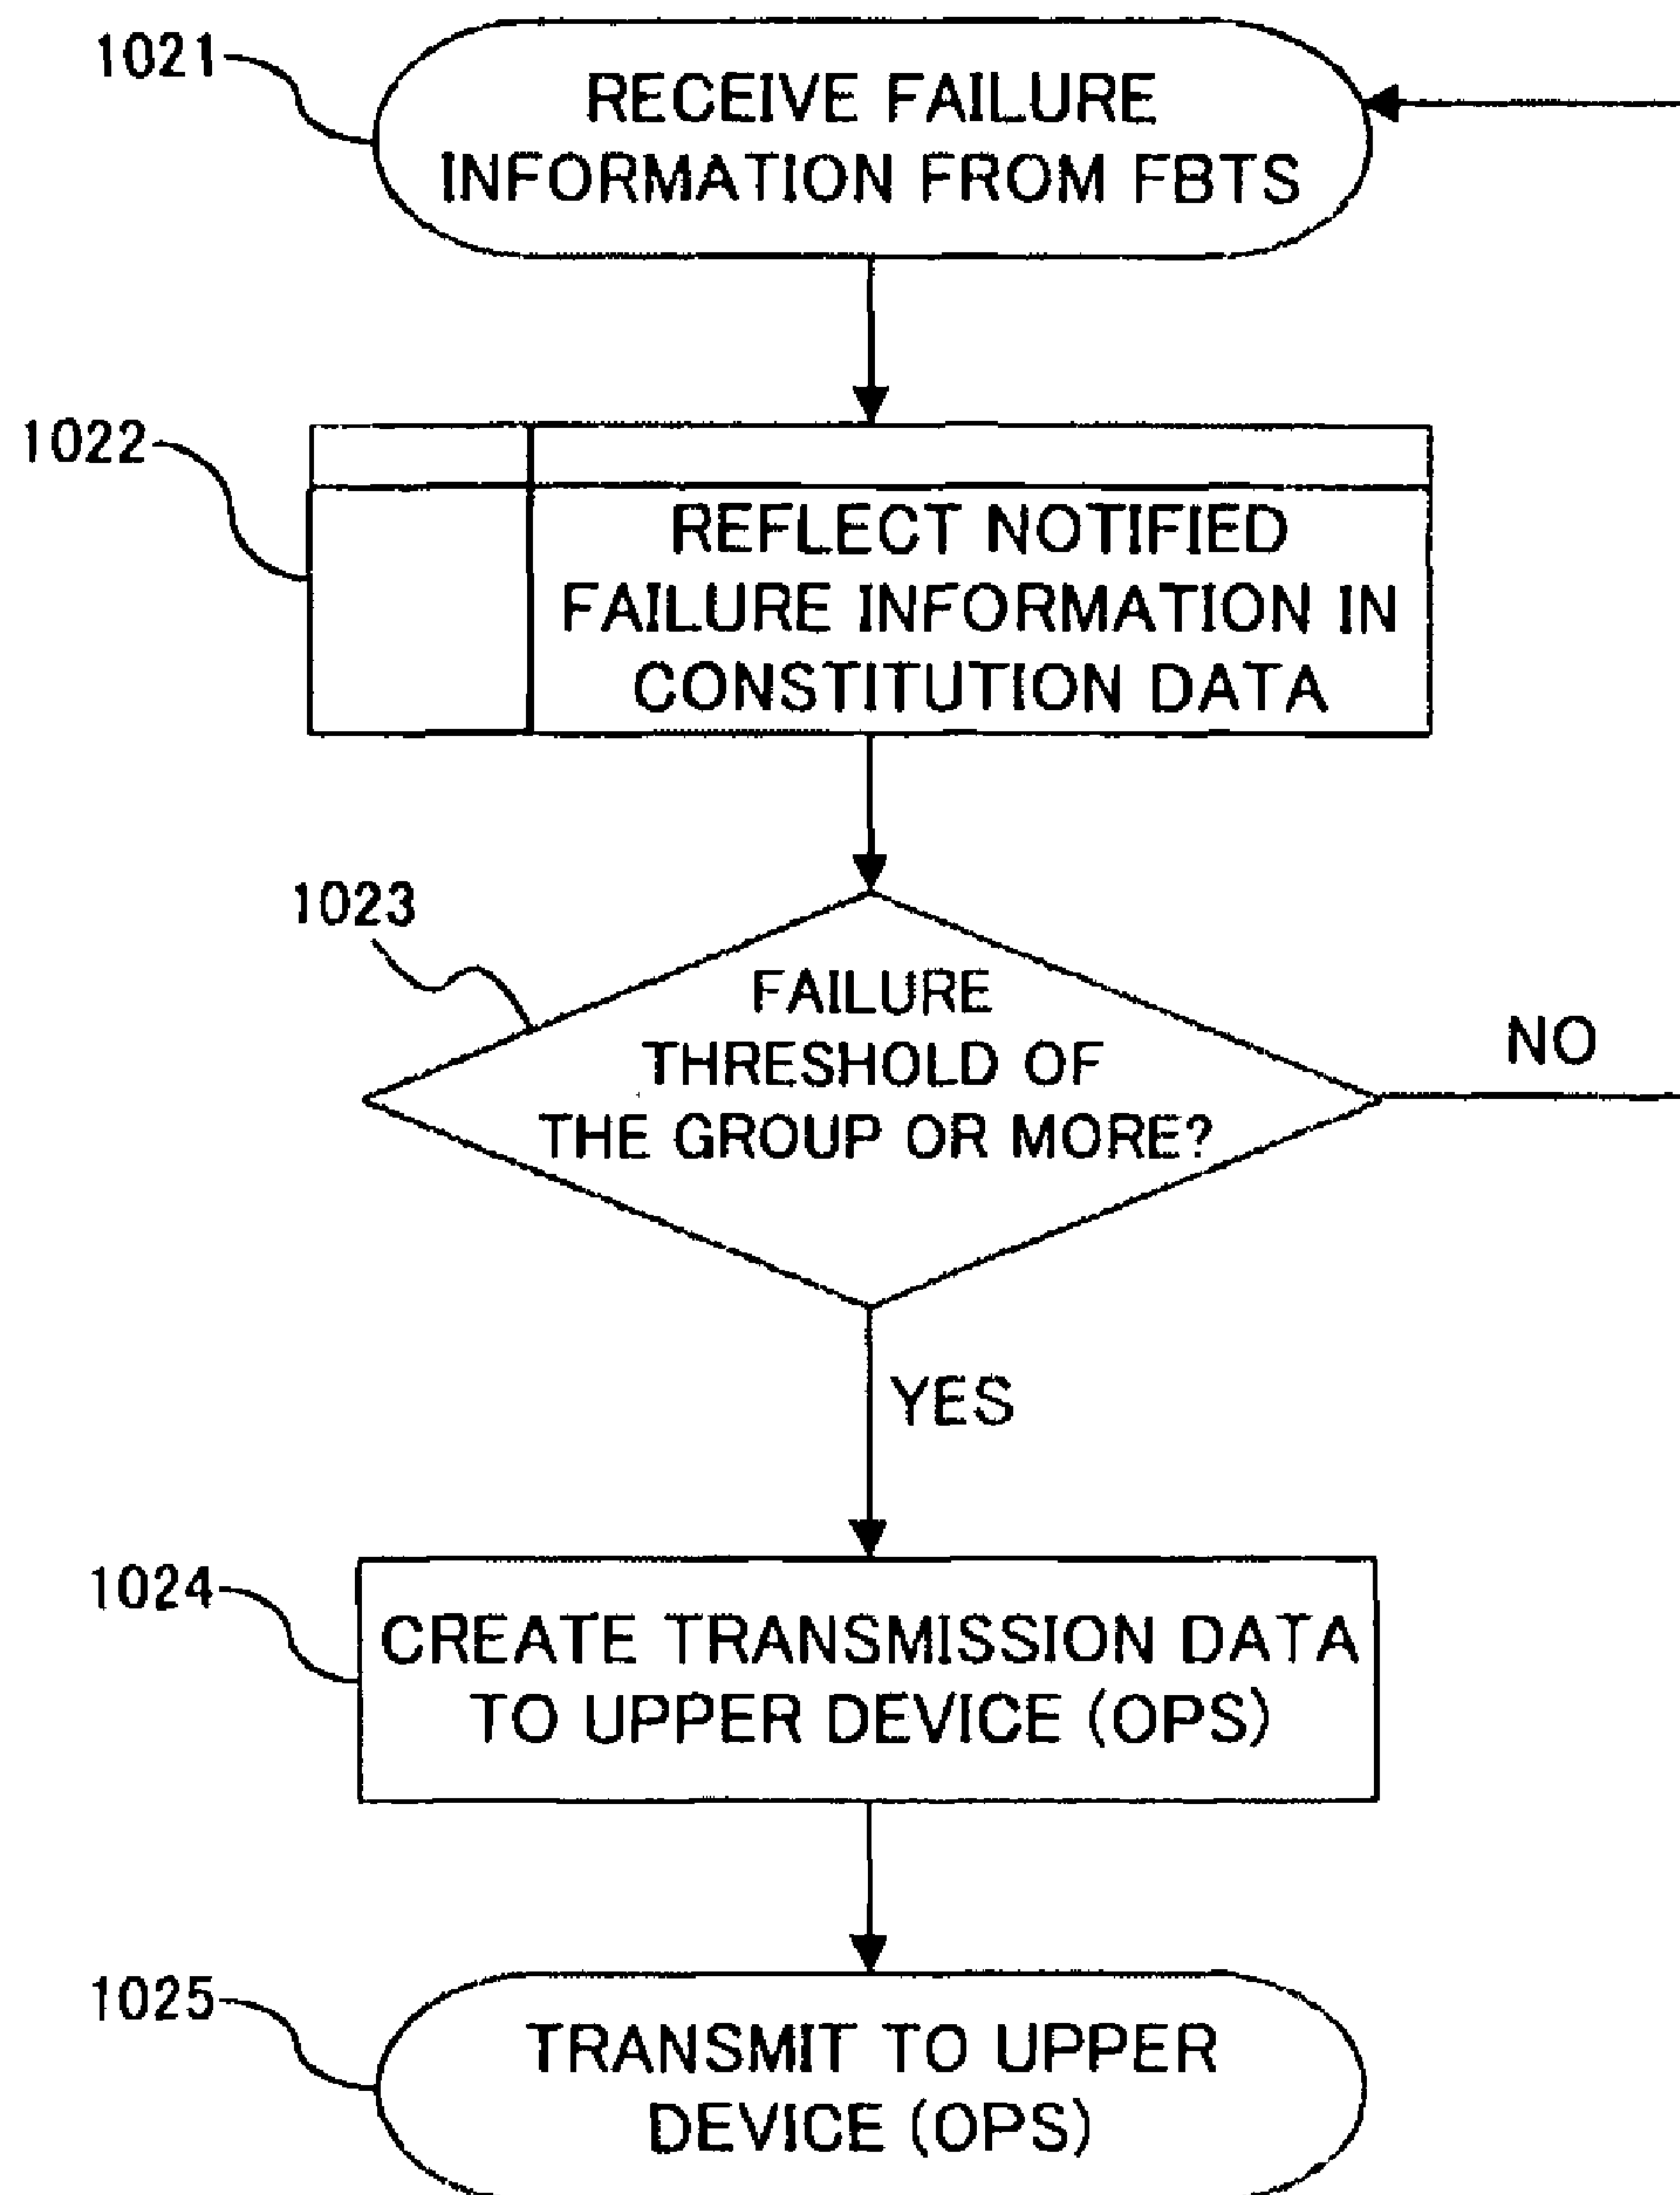 1021
RECEIVE FAILURE
INFORMATION FROM FBTS
1022
REFLECT NOTIFIED
FAILURE INFORMATION IN
CONSTITUTION DATA
1023
FAILURE
THRESHOLD OF
THE GROUP OR MORE?
NO
YES
1024
CREATE TRANSMISSION DATA
TO UPPER DEVICE (OPS)
1025
TRANSMIT TO UPPER
DEVICE (OPS)